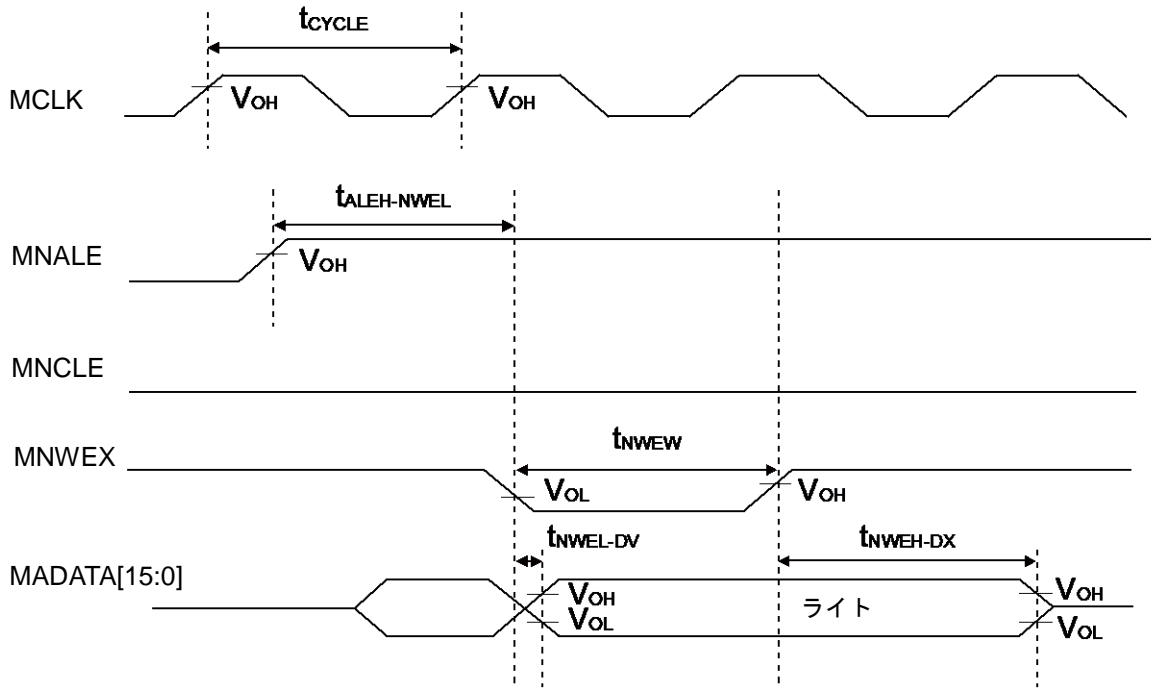 tCYCLE
MCLK
VOH
VOH
tALEH-NWEL
MNALE
VOH
MNCLE
tNWEW
MNWEX
VOL
VOH
tNWEL-DV
tNWEH-DX
MADATA[15:0]
VOH
ライト
VOH
VOL
VOL